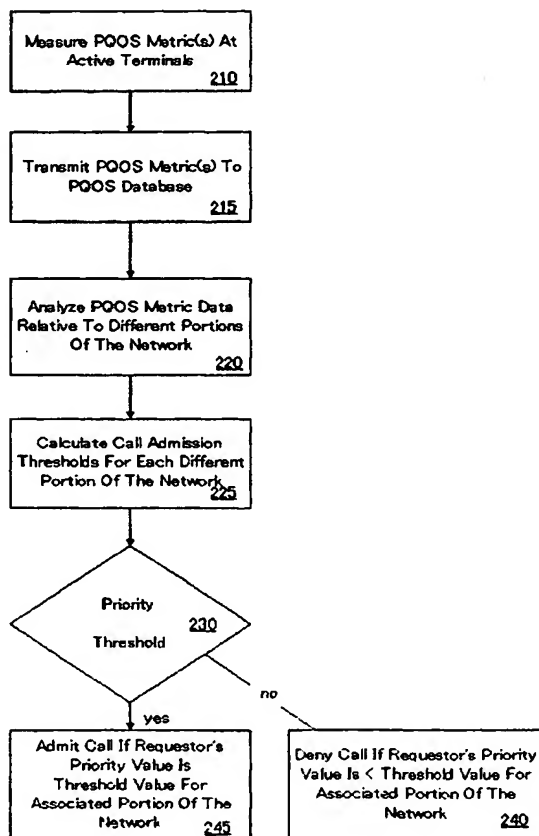 Measure PQOS Metric(s) At
Active Terminals
210
Transmit PQOS Metric(s) To
PQOS Database
215
Analyze PQOS Metric Data
Relative To Different Portions
Of The Network
220
Calculate Call Admission
Thresholds For Each Different
Portion Of The Network
225
Priority
230
Threshold
no
yes
Admit Call If Requestor's
Priority Value Is
Threshold Value For
Associated Portion Of The
Network
245
Deny Call If Requestor's Priority
Value Is < Threshold Value For
Associated Portion Of The
Network
240